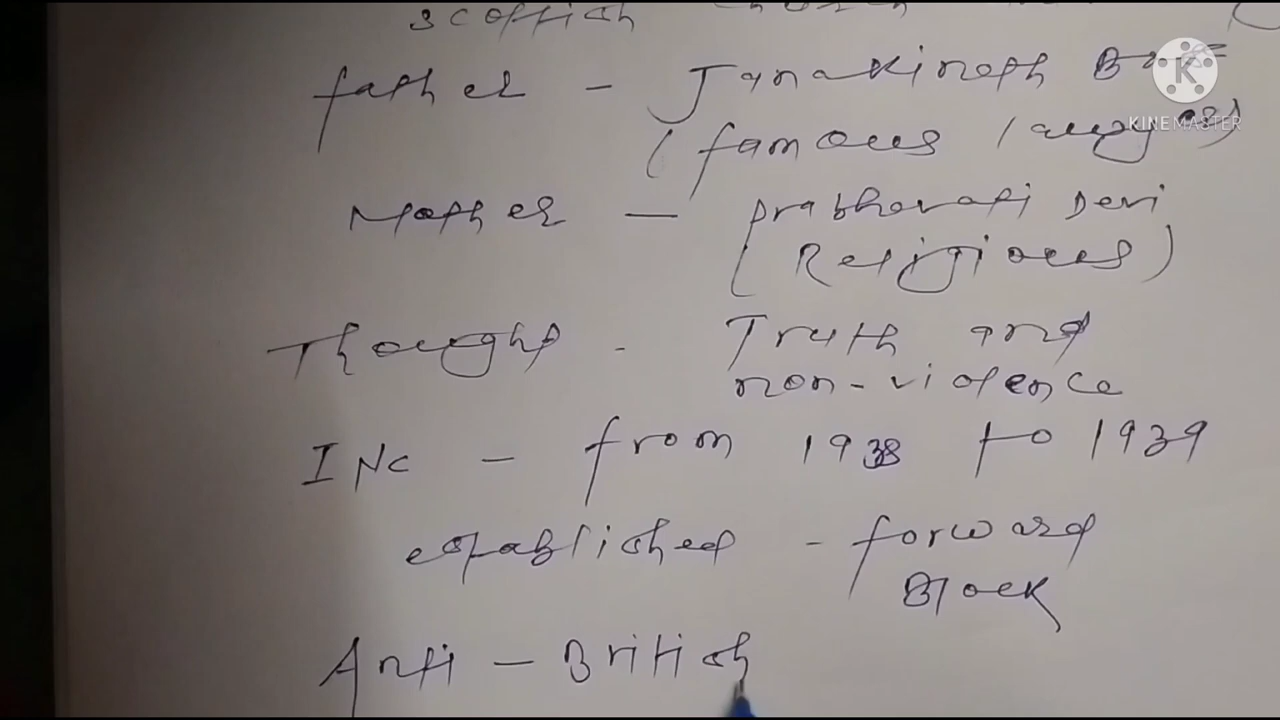 scottish church
father - Janakinath Bose
(famous lawyer)
Mother — Prabhavati Devi
(Religious)
Thought - Truth and
non-violence
INC - from 1938 to 1939
established - forward
Block
Anti - British
KINEMASTER